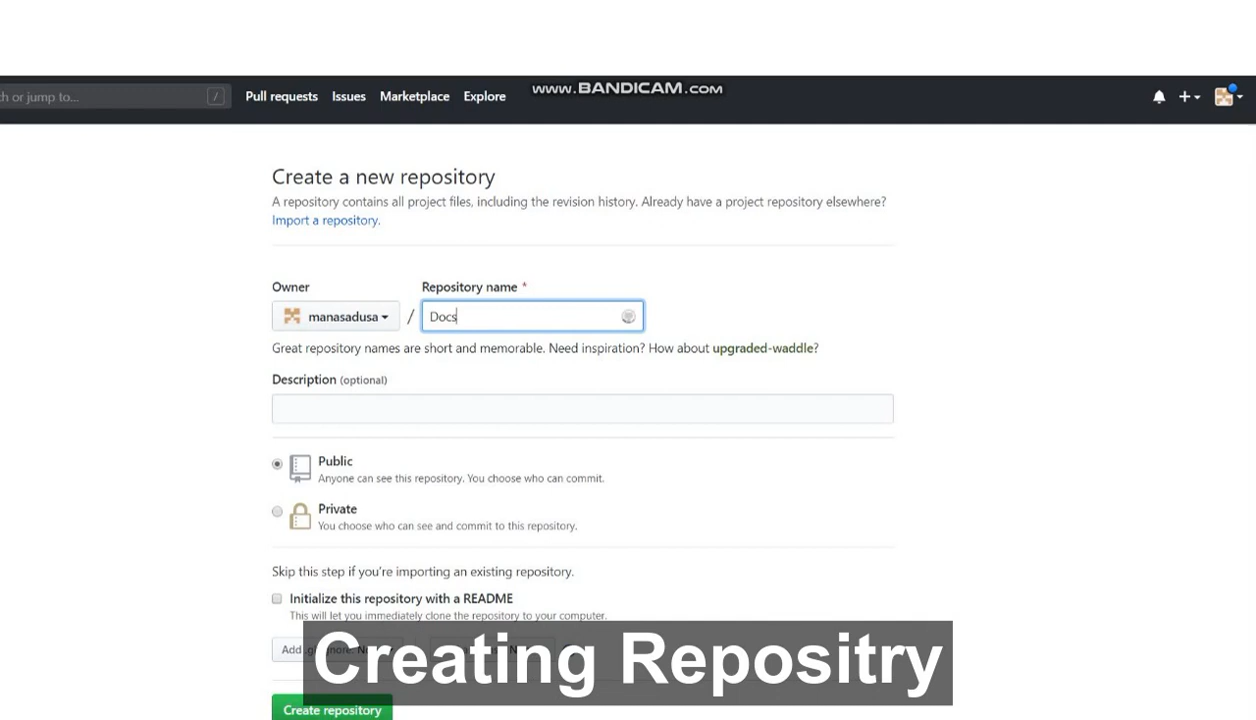 ch or jump to...
/
Pull requests Issues Marketplace Explore
www.BANDICAM.com
Create a new repository
A repository contains all project files, including the revision history. Already have a project repository elsewhere?
Import a repository.
Owner
Repository name *
manasadusa / Docs
Great repository names are short and memorable. Need inspiration? How about upgraded-waddle?
Description (optional)
Public
Anyone can see this repository. You choose who can commit.
Private
You choose who can see and commit to this repository.
Skip this step if you're importing an existing repository.
Initialize this repository with a README
This will let you immediately clone the repository to your computer.
Add
Creating Repositry
Create repository